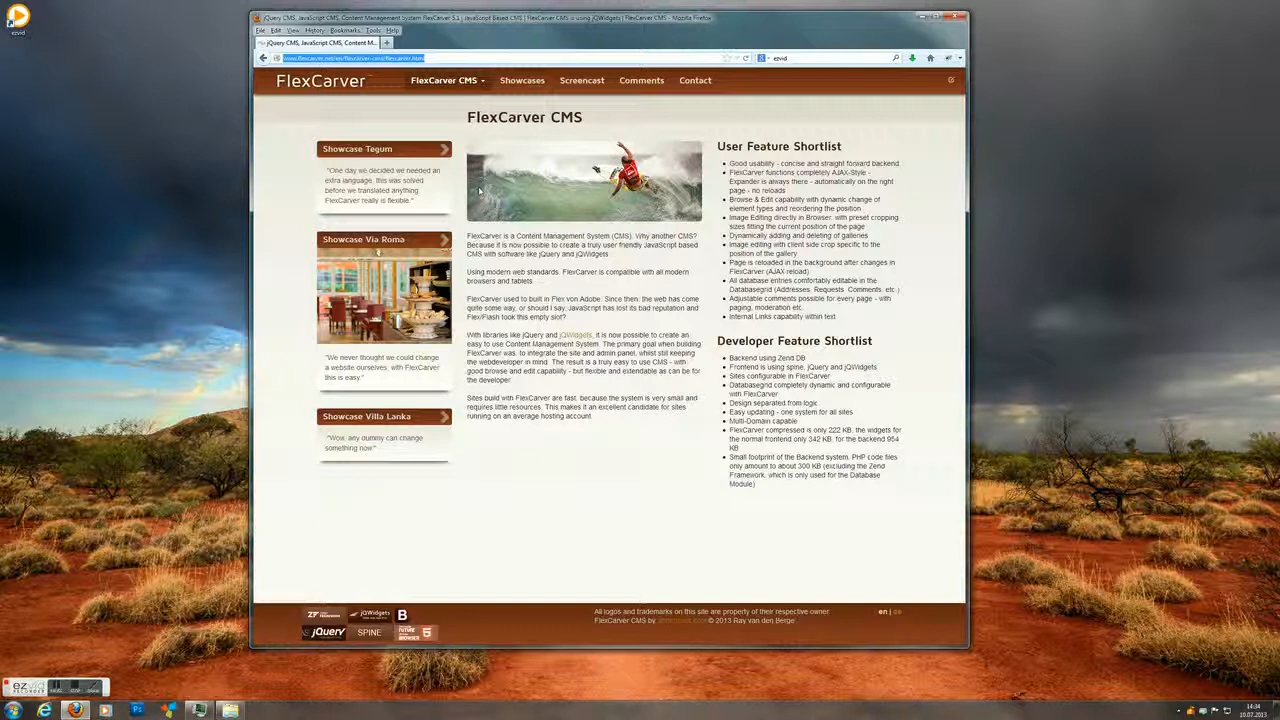 jQuery CMS, JavaScript CMS, Content Management System FlexCarver 5.1 | JavaScript Based CMS | FlexCarver CMS is using jQWidgets | FlexCarver CMS - Mozilla Firefox
ezvid
File Edit View History Bookmarks Tools Help
jQuery CMS, JavaScript CMS, Content M...
ezvid
FlexCarver
FlexCarver CMS
Showcases
Screencast
Comments
Contact
FlexCarver CMS
Showcase Tegum
"One day we decided we needed an
extra language, this was solved
before we translated anything.
FlexCarver really is flexible."
Showcase Via Roma
"We never thought we could change
a website ourselves, with FlexCarver
this is easy."
Showcase Villa Lanka
"Wow, any dummy can change
something now."
FlexCarver is a Content Management System (CMS). Why another CMS?
Because it is now possible to create a truly user friendly JavaScript based
CMS with software like jQuery and jQWidgets
Using modern web standards. FlexCarver is compatible with all modern
browsers and tablets
FlexCarver used to built in Flex von Adobe. Since then, the web has come
quite some way, or should I say, JavaScript has lost its bad reputation and
Flex/Flash took this empty slot?
With libraries like jQuery and jQWidgets, it is now possible to create an
easy to use Content Management System. The primary goal when building
FlexCarver was, to integrate the site and admin panel, whilst still keeping
the webdeveloper in mind. The result is a truly easy to use CMS - with
good browse and edit capability - but flexible and extendable as can be for
the developer.
Sites build with FlexCarver are fast, because the system is very small and
requires little resources. This makes it an excellent candidate for sites
running on an average hosting account.
User Feature Shortlist
Good usability - concise and straight forward backend
FlexCarver functions completely AJAX-Style -
Expander is always there - automatically on the right
page - no reloads
Browse & Edit capability with dynamic change of
element types and reordering the position
Image Editing directly in Browser, with preset cropping
sizes fitting the current position of the page
Dynamically adding and deleting of galleries
Image editing with client side crop specific to the
position of the gallery
Page is reloaded in the background after changes in
FlexCarver (AJAX reload)
All database entries comfortably editable in the
Databasegrid (Addresses, Requests, Comments, etc.)
Adjustable comments possible for every page - with
paging, moderation etc.
Internal Links capability within text
Developer Feature Shortlist
Backend using Zend DB
Frontend is using spine, jQuery and jQWidgets
Sites configurable in FlexCarver
Databasegrid completely dynamic and configurable
with FlexCarver
Design separated from logic
Easy updating - one system for all sites
Multi-Domain capable
FlexCarver compressed is only 222 KB, the widgets for
the normal frontend only 342 KB, for the backend 954
KB
Small footprint of the Backend system, PHP code files
only amount to about 300 KB (excluding the Zend
Framework, which is only used for the Database
Module)
jQWidgets
B
jQuery
SPINE
All logos and trademarks on this site are property of their respective owner.
FlexCarver CMS by
© 2013 Ray van den Berge
en | de
ezvid
RECORDER
14:34
10.07.2013